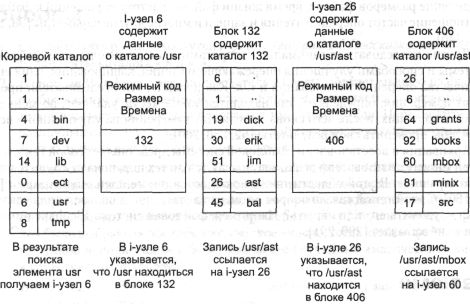 Корневой каталог
1 .
1 ..
4 bin
7 dev
14 lib
0 ect
6 usr
8 tmp
В результате
поиска
элемента usr
получаем i-узел 6
I-узел 6
содержит
данные
о каталоге /usr
Режимный код
Размер
Времена
132
В i-узле 6
указывается,
что /usr находиться
в блоке 132
Блок 132
содержит
каталог 132
6 .
1 ..
19 dick
30 erik
51 jim
26 ast
45 bal
Запись /usr/ast
ссылается
на i-узел 26
I-узел 26
содержит
данные
о каталоге
/usr/ast
Режимный код
Размер
Времена
406
В i-узле 26
указывается,
что /usr/ast
находится
в блоке 406
Блок 406
содержит
каталог /usr/ast
26 .
6 ..
64 grants
92 books
60 mbox
81 minix
17 src
Запись
/usr/ast/mbox
ссылается
на i-узел 60